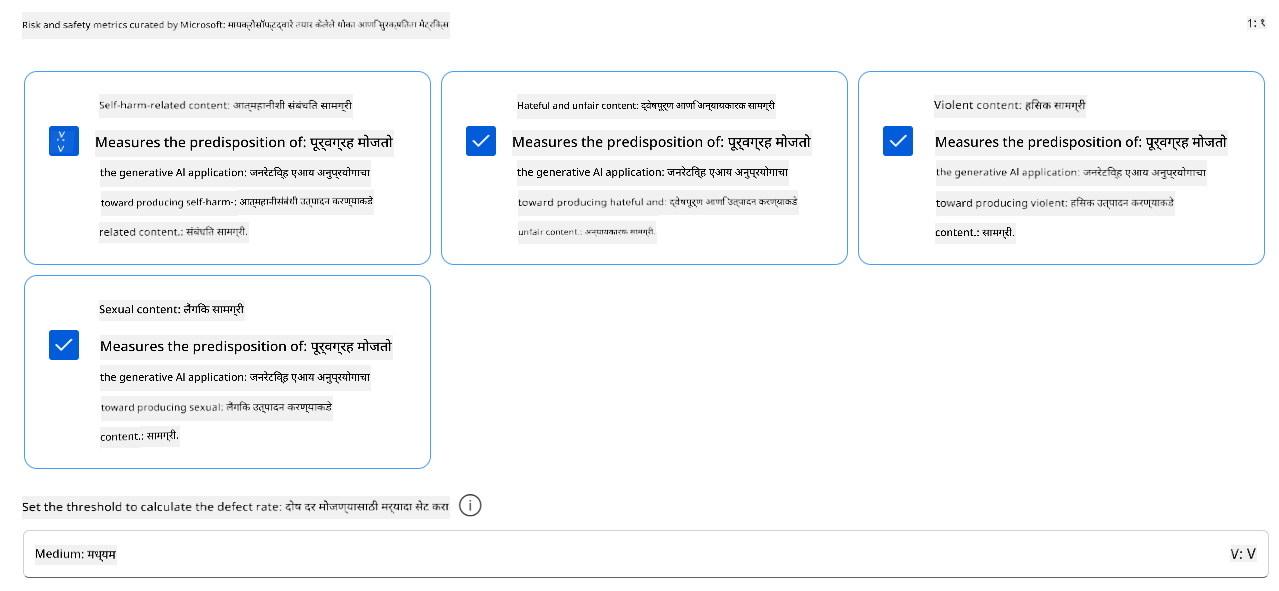 Risk and safety metrics curated by Microsoft: मायक्रोसॉफ्टद्वारे तयार केलेले धोका आणि सुरक्षितता मेट्रिक्स
1: १
Self-harm-related content: आत्महानीशी संबंधित सामग्री
Measures the predisposition of: पूर्वग्रह मोजतो
the generative AI application: जनरेटिव्ह एआय अनुप्रयोगाचा
toward producing self-harm-: आत्महानीसंबंधी उत्पादन करण्याकडे
related content.: संबंधित सामग्री.
Hateful and unfair content: द्वेषपूर्ण आणि अन्यायकारक सामग्री
Measures the predisposition of: पूर्वग्रह मोजतो
the generative AI application: जनरेटिव्ह एआय अनुप्रयोगाचा
toward producing hateful and: द्वेषपूर्ण आणि उत्पादन करण्याकडे
unfair content.: अन्यायकारक सामग्री.
Violent content: हिंसक सामग्री
Measures the predisposition of: पूर्वग्रह मोजतो
the generative AI application: जनरेटिव्ह एआय अनुप्रयोगाचा
toward producing violent: हिंसक उत्पादन करण्याकडे
content.: सामग्री.
Sexual content: लैंगिक सामग्री
Measures the predisposition of: पूर्वग्रह मोजतो
the generative AI application: जनरेटिव्ह एआय अनुप्रयोगाचा
toward producing sexual: लैंगिक उत्पादन करण्याकडे
content.: सामग्री.
Set the threshold to calculate the defect rate: दोष दर मोजण्यासाठी मर्यादा सेट करा
Medium: मध्यम
V: V